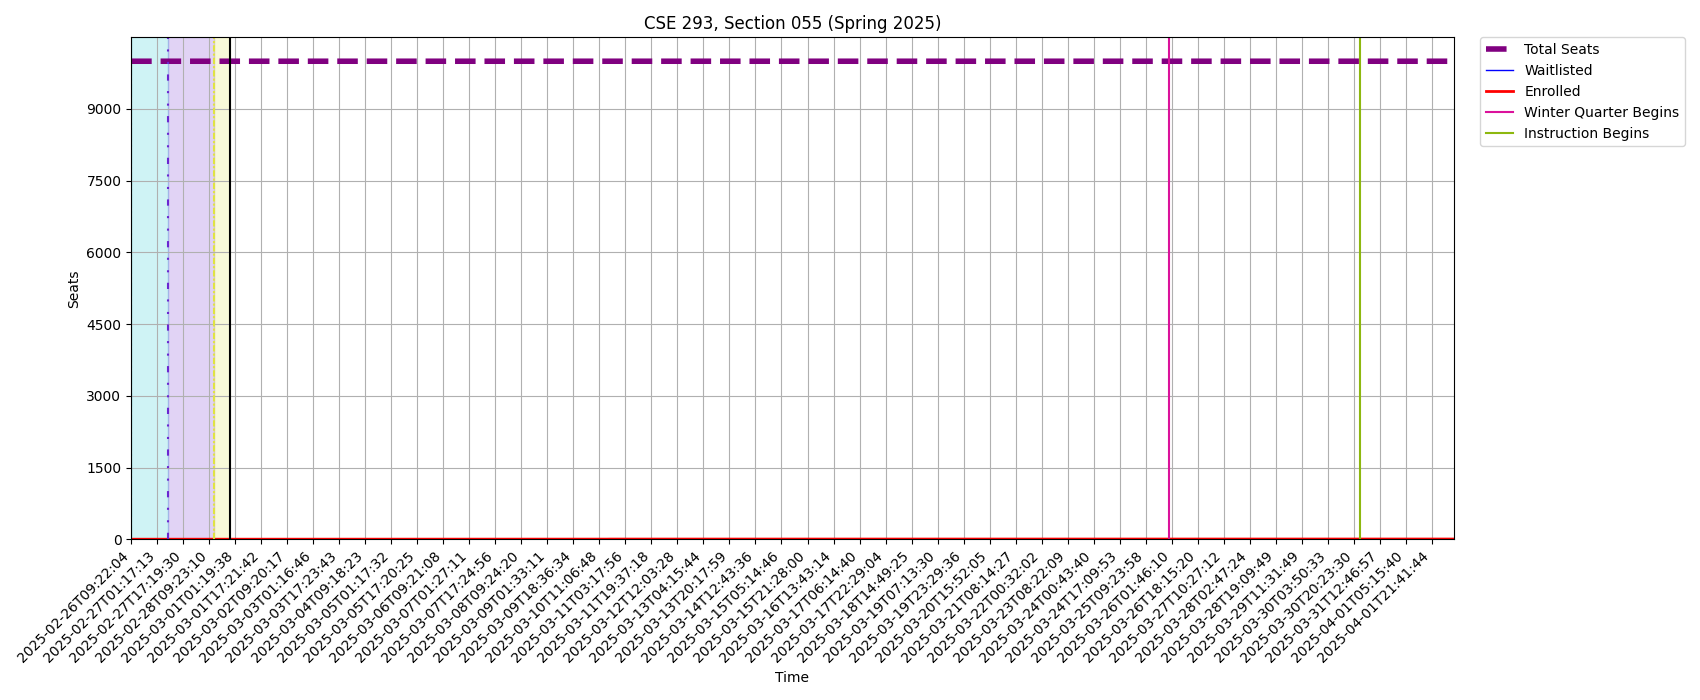 CSE 293, Section 055 (Spring 2025)
Total Seats
Waitlisted
Enrolled
Winter Quarter Begins
Instruction Begins
Seats
9000
7500
6000
4500
3000
1500
0
2025-02-26T09:22:04
2025-02-27T01:17:13
2025-02-27T17:19:30
2025-02-28T09:23:10
2025-03-01T01:19:38
2025-03-01T17:21:42
2025-03-02T09:20:17
2025-03-03T01:16:46
2025-03-03T17:23:43
2025-03-04T09:18:23
2025-03-05T01:17:32
2025-03-05T17:20:25
2025-03-06T09:21:08
2025-03-07T01:27:11
2025-03-07T17:24:56
2025-03-08T09:24:20
2025-03-09T01:33:11
2025-03-09T18:36:34
2025-03-10T11:06:48
2025-03-11T03:17:56
2025-03-11T19:37:18
2025-03-12T12:03:28
2025-03-13T04:15:44
2025-03-13T20:17:59
2025-03-14T12:43:36
2025-03-15T05:14:46
2025-03-15T21:28:00
2025-03-16T13:43:14
2025-03-17T06:14:40
2025-03-17T22:29:04
2025-03-18T14:49:25
2025-03-19T07:13:30
2025-03-19T23:29:36
2025-03-20T15:52:05
2025-03-21T08:14:27
2025-03-22T00:32:02
2025-03-23T08:22:09
2025-03-24T00:43:40
2025-03-24T17:09:53
2025-03-25T09:23:58
2025-03-26T01:46:10
2025-03-26T18:15:20
2025-03-27T10:27:12
2025-03-28T02:47:24
2025-03-28T19:09:49
2025-03-29T11:31:49
2025-03-30T03:50:33
2025-03-30T20:23:30
2025-03-31T12:46:57
2025-04-01T05:15:40
2025-04-01T21:41:44
Time